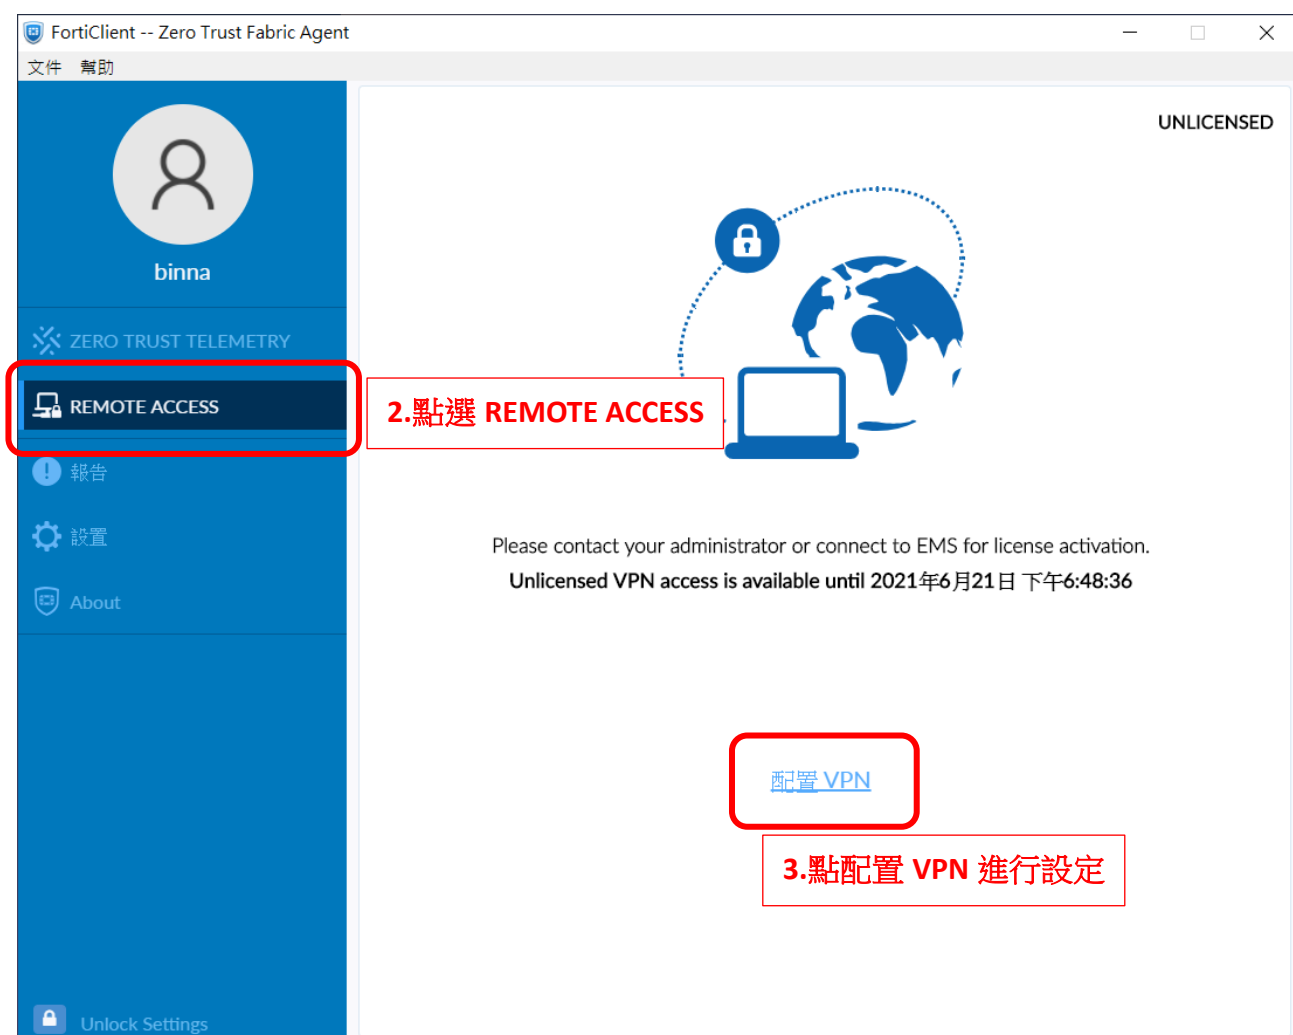 FortiClient -- Zero Trust Fabric Agent
文件 幫助
UNLICENSED
binna
ZERO TRUST TELEMETRY
REMOTE ACCESS
2.點選 REMOTE ACCESS
報告
設置
About
Please contact your administrator or connect to EMS for license activation.
Unlicensed VPN access is available until 2021年6月21日 下午6:48:36
配置 VPN
3.點配置 VPN 進行設定
Unlock Settings